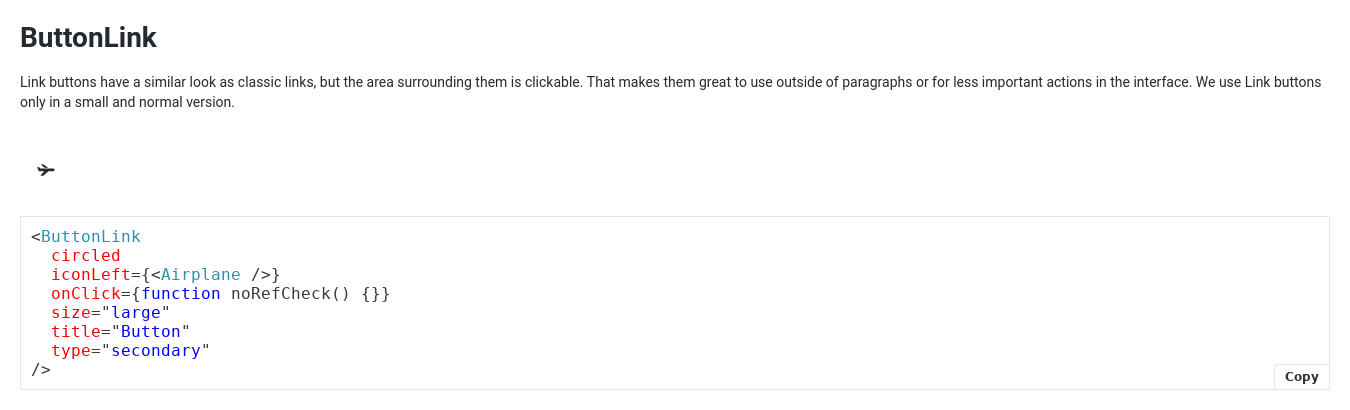 ButtonLink
Link buttons have a similar look as classic links, but the area surrounding them is clickable. That makes them great to use outside of paragraphs or for less important actions in the interface. We use Link buttons
only in a small and normal version.
<ButtonLink
  circled
  iconLeft={<Airplane />}
  onClick={function noRefCheck() {}}
  size="large"
  title="Button"
  type="secondary"
/>
Copy